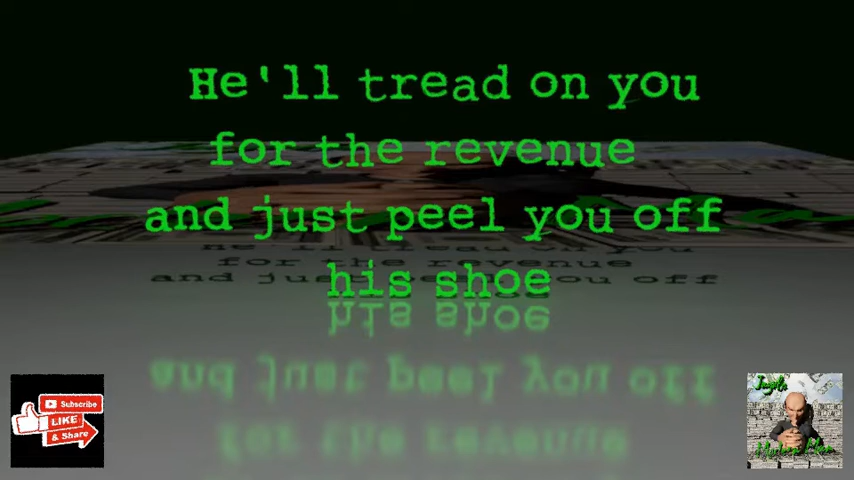 He'll tread on you
for the revenue
and just peel you off
his shoe
Subscribe
LIKE
& Share